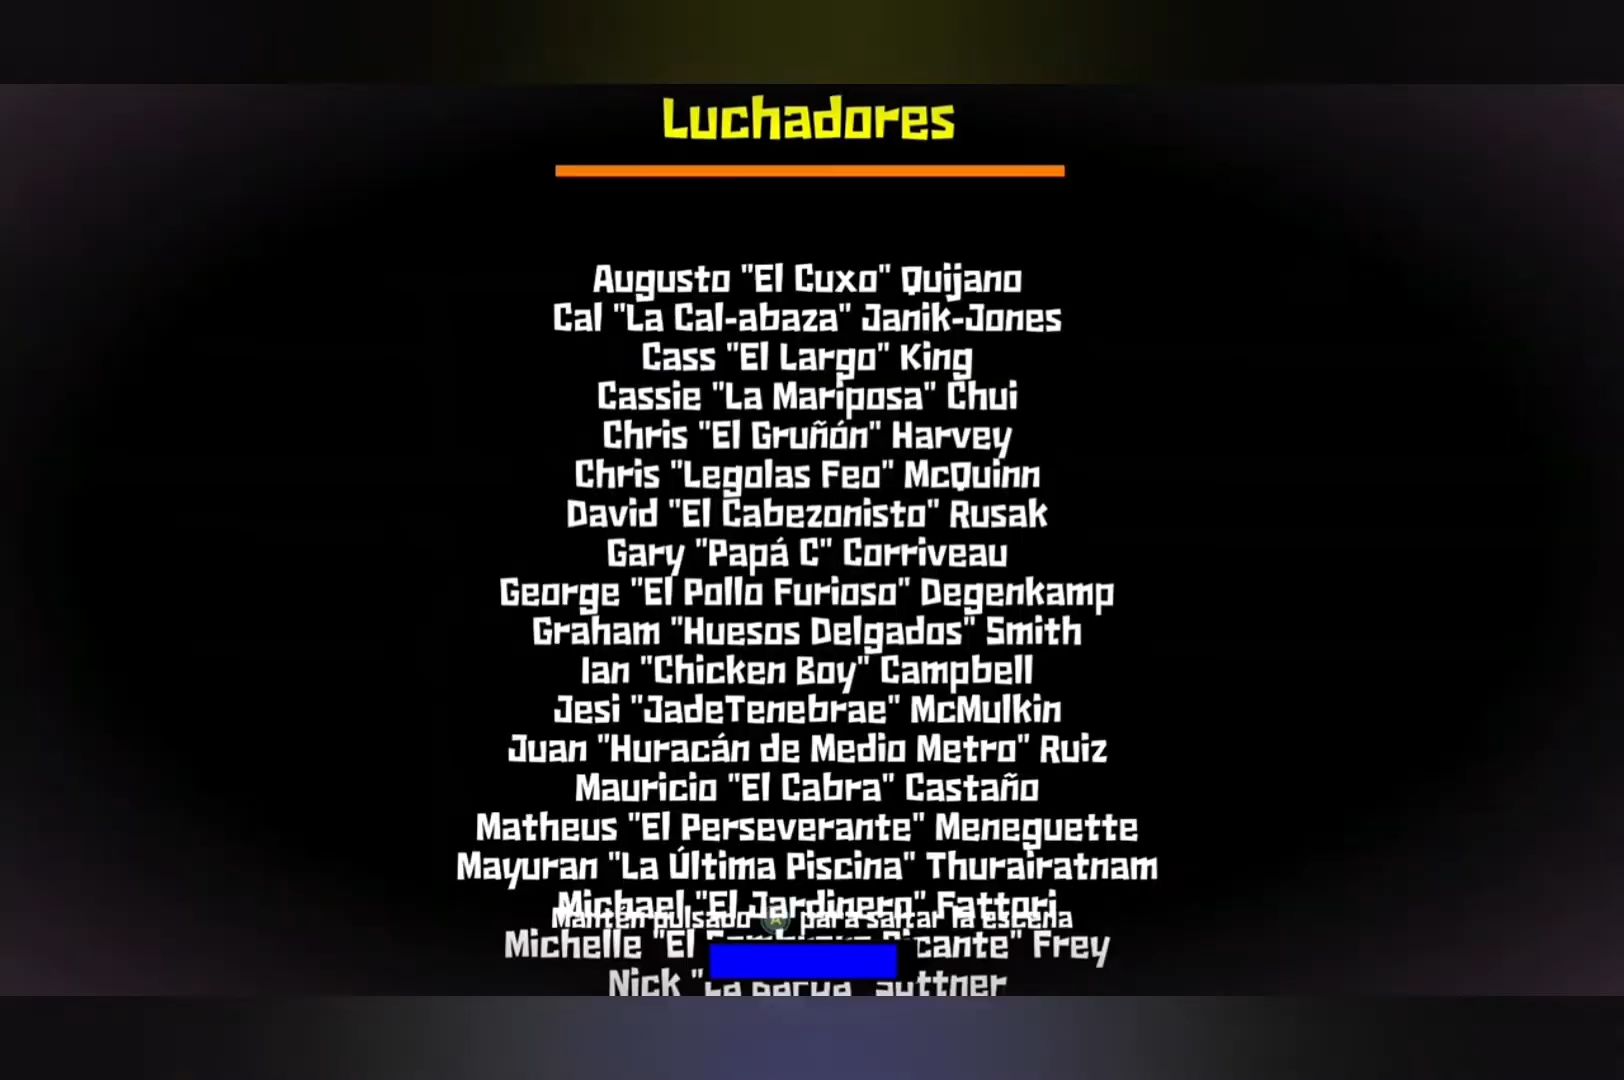 Luchadores
Augusto "El Cuxo" Quijano
Cal "La Cal-abaza" Janik-Jones
Cass "El Largo" King
Cassie "La Mariposa" Chui
Chris "El Gruñón" Harvey
Chris "Legolas Feo" McQuinn
David "El Cabezonisto" Rusak
Gary "Papá C" Corriveau
George "El Pollo Furioso" Degenkamp
Graham "Huesos Delgados" Smith
Ian "Chicken Boy" Campbell
Jesi "JadeTenebrae" McMulkin
Juan "Huracán de Medio Metro" Ruiz
Mauricio "El Cabra" Castaño
Matheus "El Perseverante" Meneguette
Mayuran "La Última Piscina" Thurairatnam
Michael "El Jardinero" Fattori
Mantén pulsado A para saltar la escena
Michelle "El Frey
Nick "La Suttner